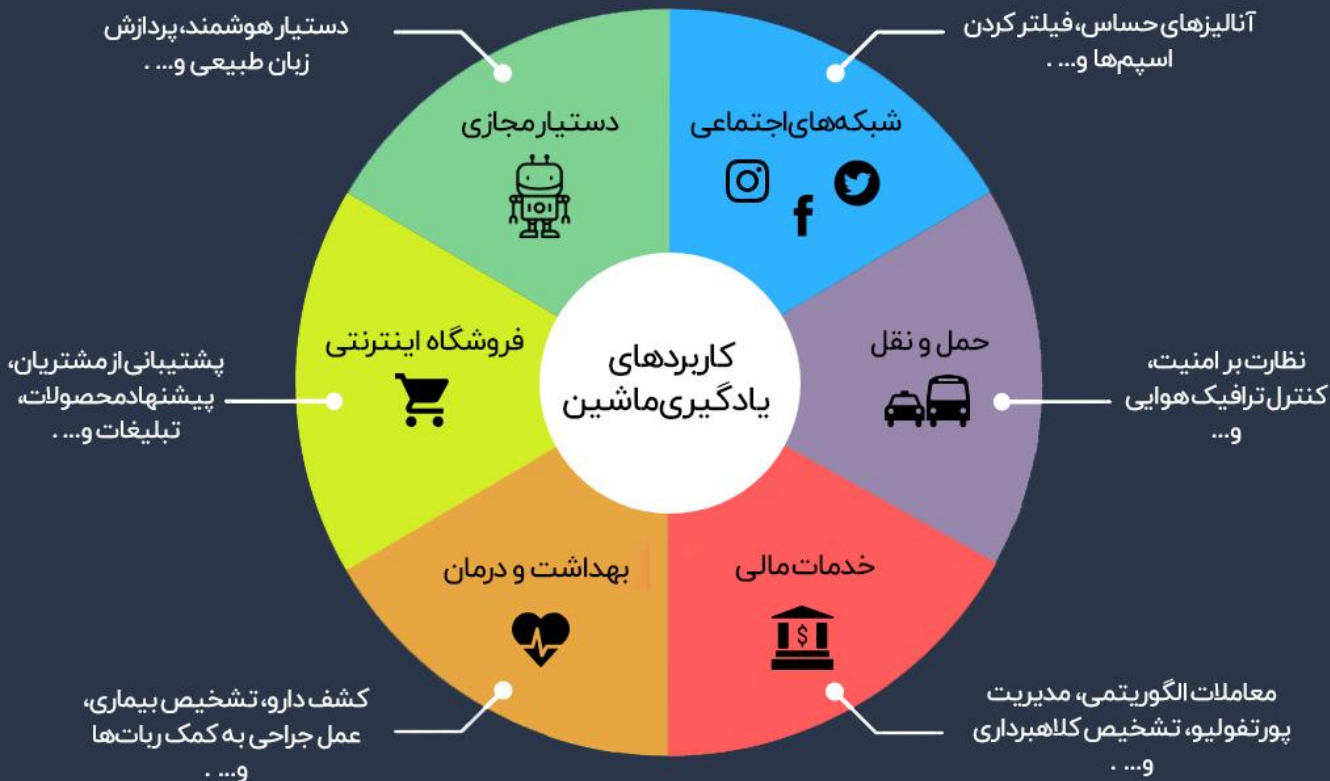 کاربردهای
یادگیری ماشین
شبکه‌های اجتماعی
آنالیزهای حساس، فیلتر کردن
اسپم‌ها و... .
حمل و نقل
نظارت بر امنیت،
کنترل ترافیک هوایی
و...
خدمات مالی
$
معاملات الگوریتمی، مدیریت
پورتفولیو، تشخیص کلاهبرداری
و... .
بهداشت و درمان
کشف دارو، تشخیص بیماری،
عمل جراحی به کمک ربات‌ها
و... .
فروشگاه اینترنتی
پشتیبانی از مشتریان،
پیشنهاد محصولات،
تبلیغات و... .
دستیار مجازی
دستیار هوشمند، پردازش
زبان طبیعی و... .